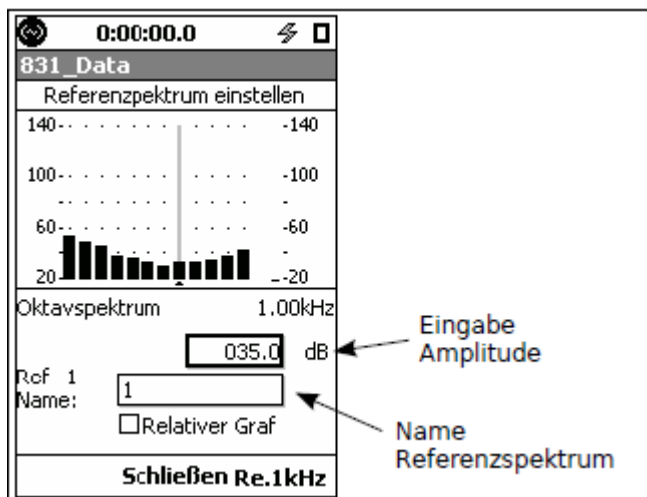 0:00:00.0
831_Data
Referenzpektrum einstellen
140 -140
100 -100
60 -60
20 -20
Oktavspektrum 1.00kHz
035.0 dB
Eingabe
Amplitude
Ref 1
Name: 1
Relativer Graf
Name
Referenzspektrum
Schließen Re.1kHz